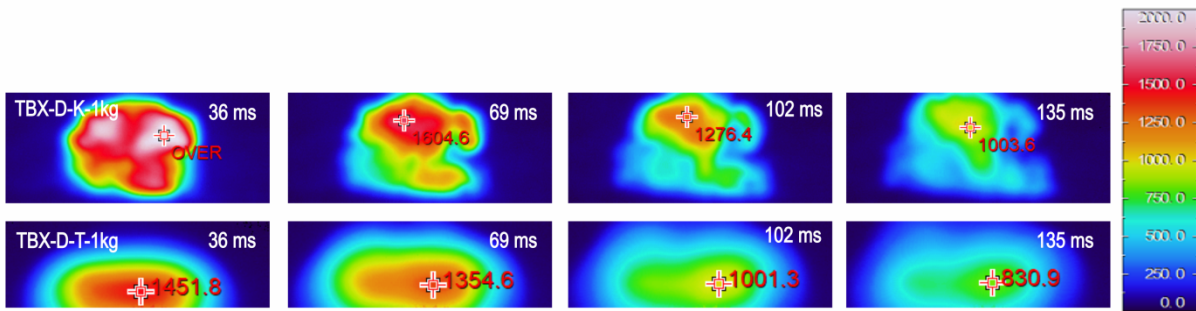 TBX-D-K-1kg 36 ms
OVER
69 ms
1604.6
102 ms
1276.4
135 ms
1003.6
TBX-D-T-1kg 36 ms
1451.8
69 ms
1354.6
102 ms
1001.3
135 ms
830.9
2000.0
1750.0
1500.0
1250.0
1000.0
750.0
500.0
250.0
0.0